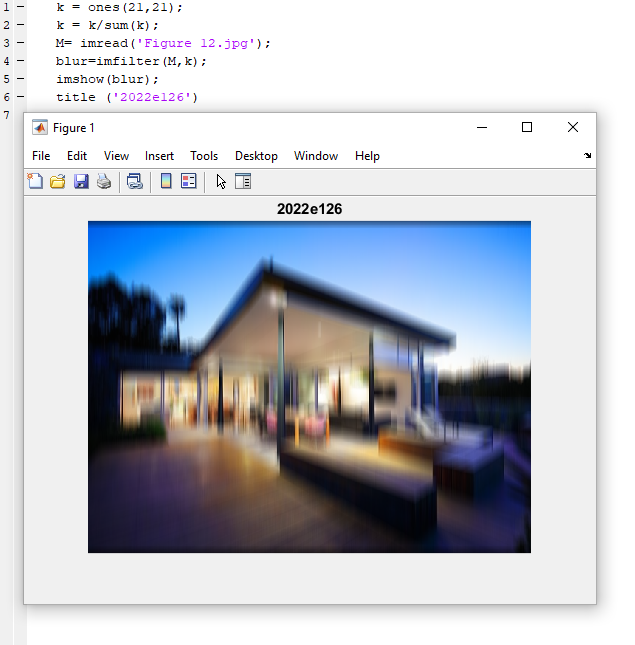 1 – k = ones(21,21);
2 – k = k/sum(k);
3 – M= imread('Figure 12.jpg');
4 – blur=imfilter(M,k);
5 – imshow(blur);
6 – title ('2022e126')
7
Figure 1
File Edit View Insert Tools Desktop Window Help
2022e126